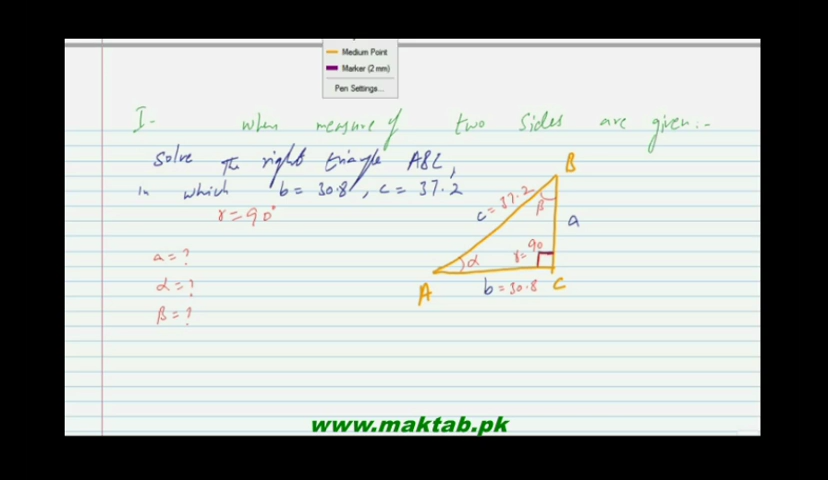 Medium Point
Marker (2 mm)
Pen Settings...
I- when measure of two sides are given:-
Solve The right triangle ABC,
in which b = 30.8, c = 37.2
γ = 90°
a = ?
α = ?
β = ?
B
c = 37.2
β
a
γ = 90
α
A
b = 30.8
C
www.maktab.pk